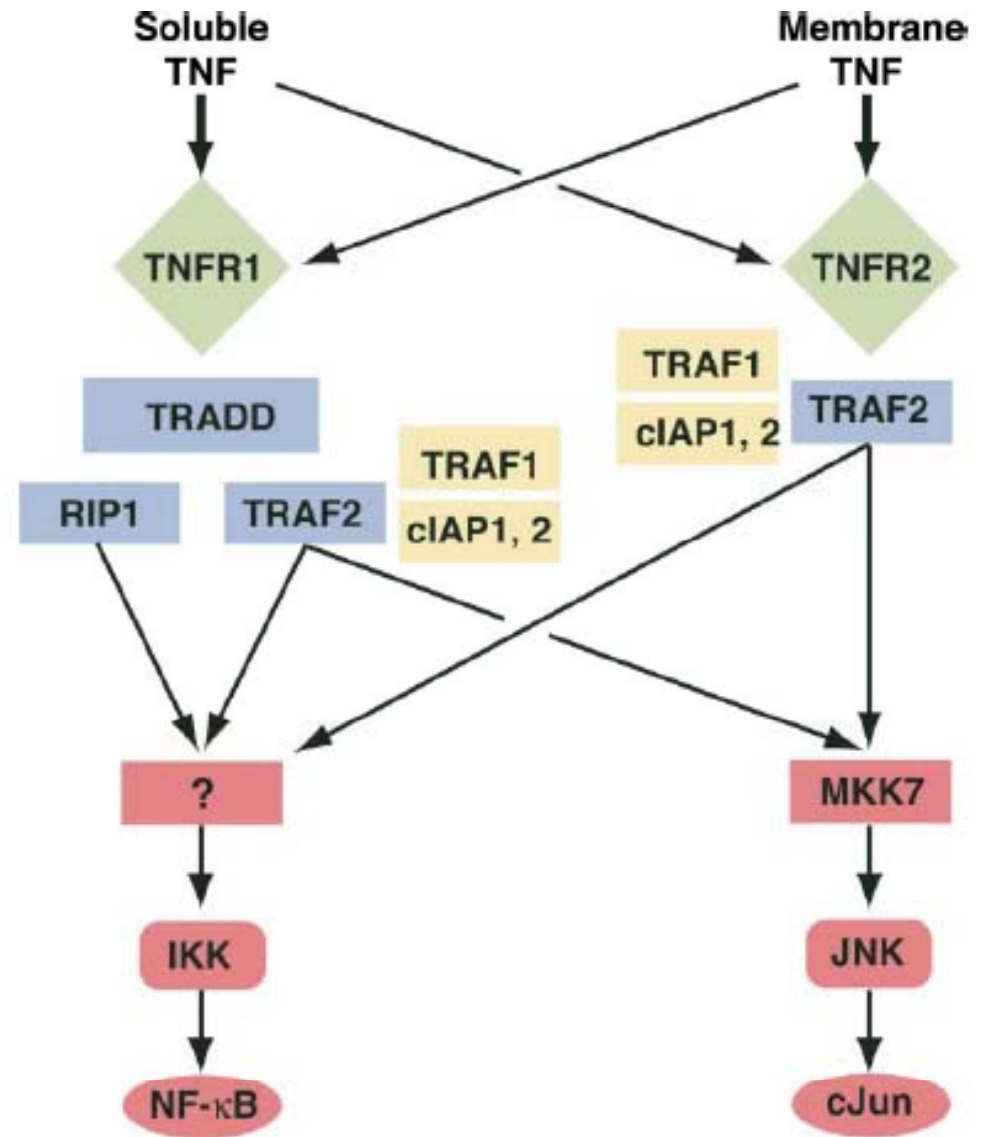 Soluble
TNF
Membrane
TNF
TNFR1
TNFR2
TRAF1
cIAP1, 2
TRAF2
TRADD
TRAF1
cIAP1, 2
RIP1
TRAF2
?
MKK7
IKK
JNK
NF-κB
cJun